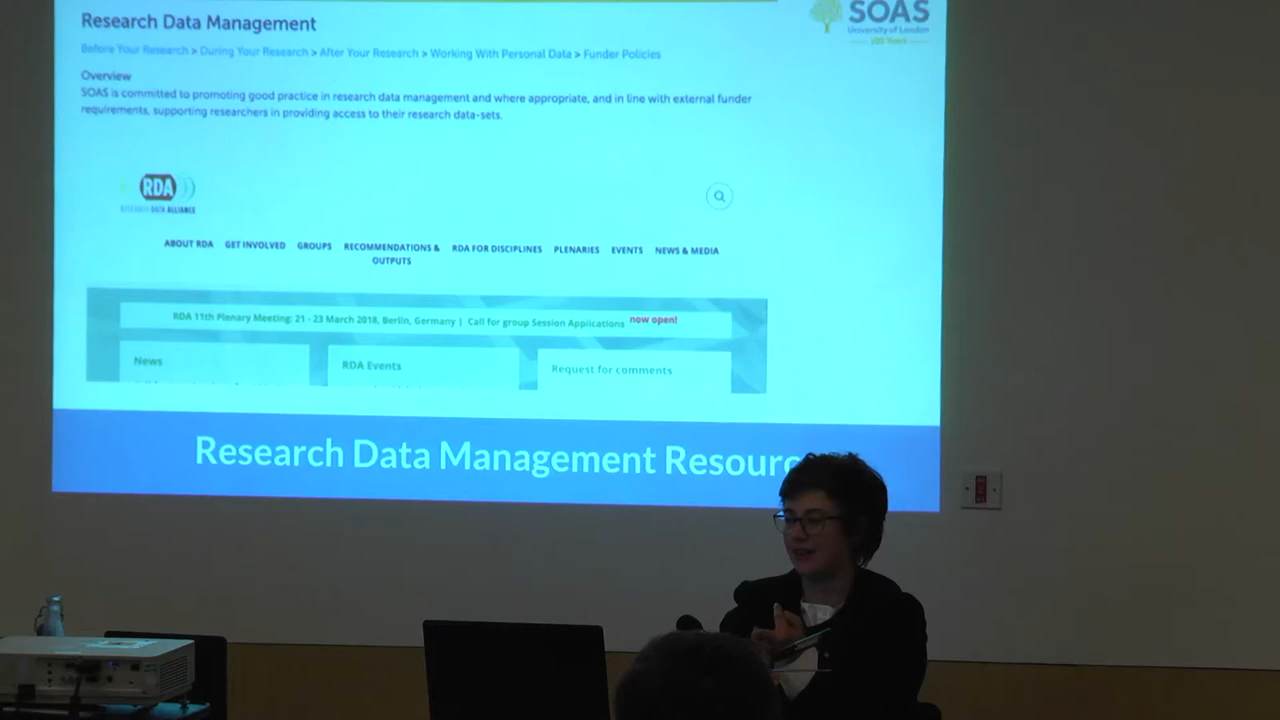 Research Data Management
SOAS
University of London
Before Your Research > During Your Research > After Your Research > Working With Personal Data > Funder Policies
Overview
SOAS is committed to promoting good practice in research data management and where appropriate, and in line with external funder
requirements, supporting researchers in providing access to their research data-sets.
RDA
RESEARCH DATA ALLIANCE
ABOUT RDA GET INVOLVED GROUPS RECOMMENDATIONS & RDA FOR DISCIPLINES PLENARIES EVENTS NEWS & MEDIA
OUTPUTS
RDA 11th Plenary Meeting: 21 - 23 March 2018, Berlin, Germany | Call for group Session Applications now open!
News RDA Events Request for comments
Research Data Management Resourc